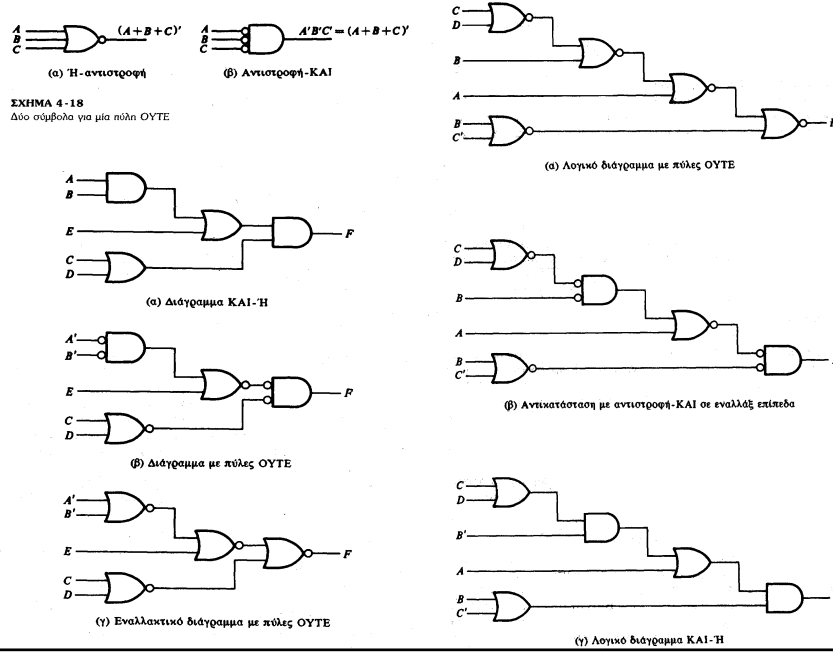 A
B
C
(A+B+C)'
(α) Ή-αντιστροφή
A
B
C
A'B'C' = (A+B+C)'
(β) Αντιστροφή-ΚΑΙ
ΣΧΗΜΑ 4-18
Δύο σύμβολα για μία πύλη ΟΥΤΕ
A
B
E
C
D
F
(α) Διάγραμμα ΚΑΙ-Ή
A'
B'
E
C
D
F
(β) Διάγραμμα με πύλες ΟΥΤΕ
A'
B'
E
C
D
F
(γ) Εναλλακτικό διάγραμμα με πύλες ΟΥΤΕ
C
D
B
A
B
C'
(α) Λογικό διάγραμμα με πύλες ΟΥΤΕ
C
D
B
A
B
C'
(β) Αντικατάσταση με αντιστροφή-ΚΑΙ σε εναλλάξ επίπεδα
C
D
B'
A
B
C'
(γ) Λογικό διάγραμμα ΚΑΙ-Ή